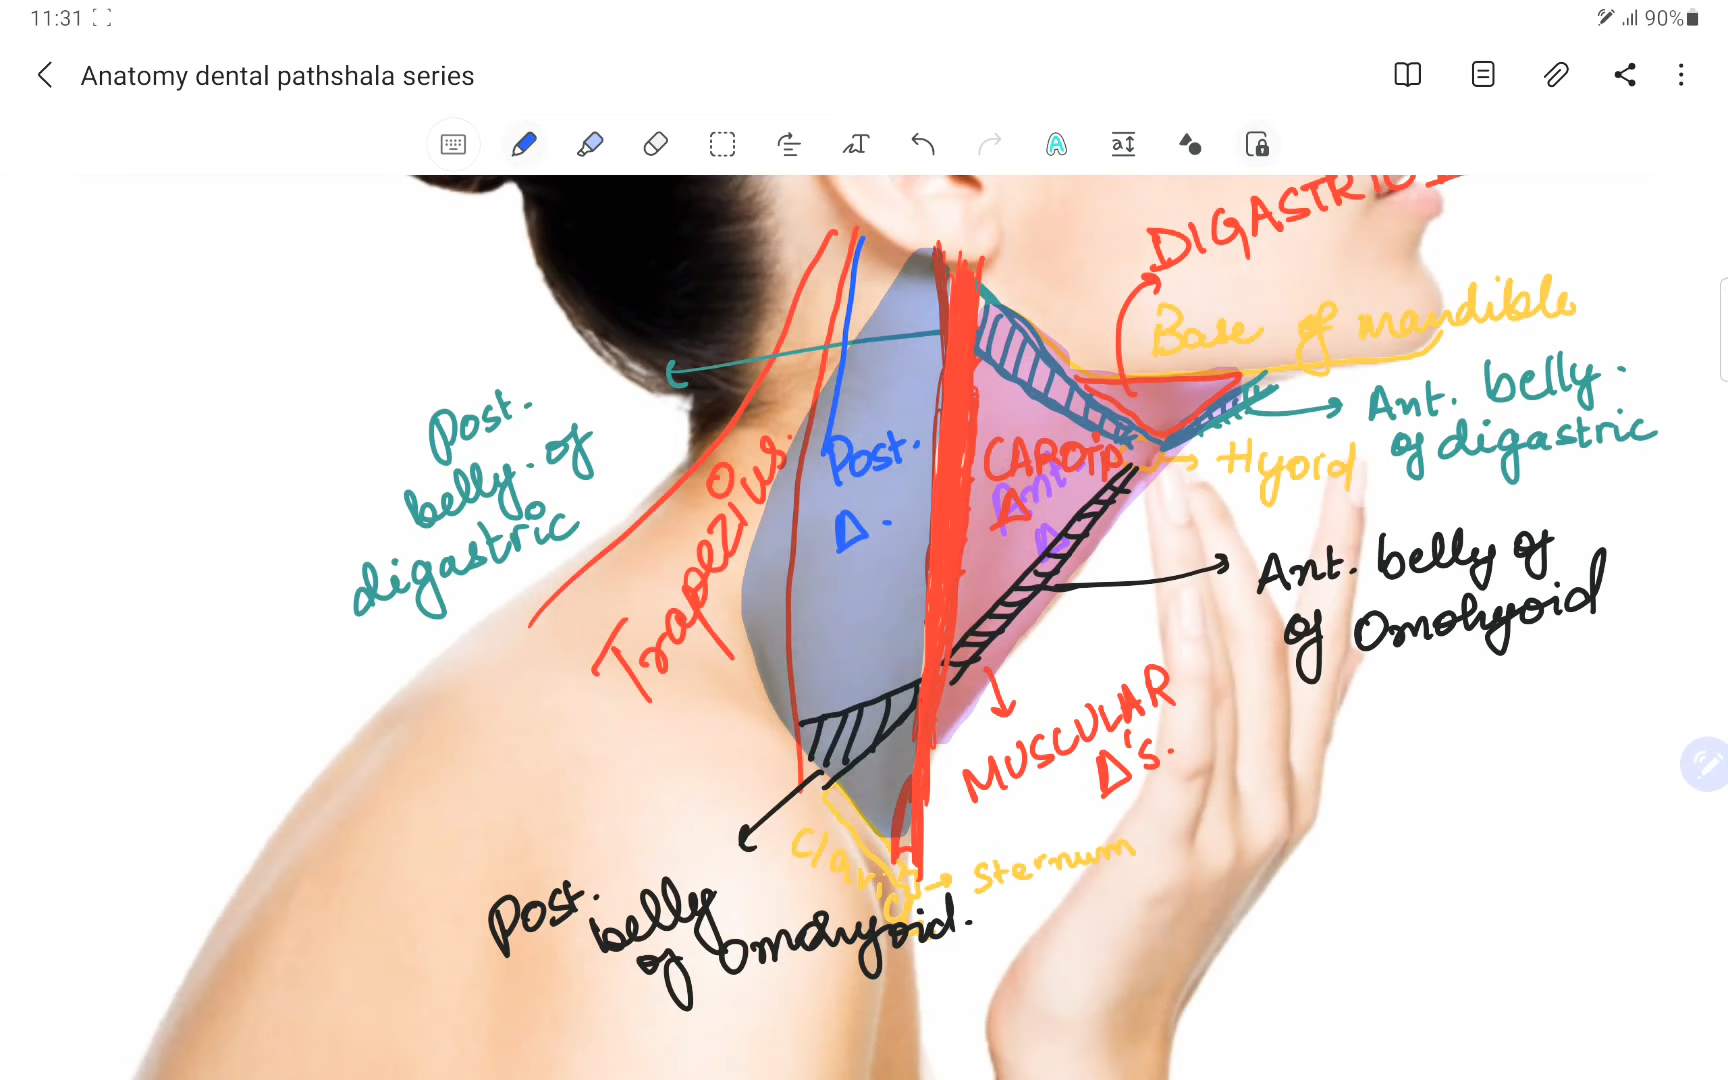 11:31
90%
Anatomy dental pathshala series
DIGASTRIC
Base of mandible
Post.
belly of
digastric
Ant. belly
of digastric
Trapezius.
Post.
Δ.
CAROTID
Δ
Ant
Δ
Hyoid
Ant. belly of
of Omohyoid
MUSCULAR
Δ's.
Sternum
Post. belly
of Omohyoid.